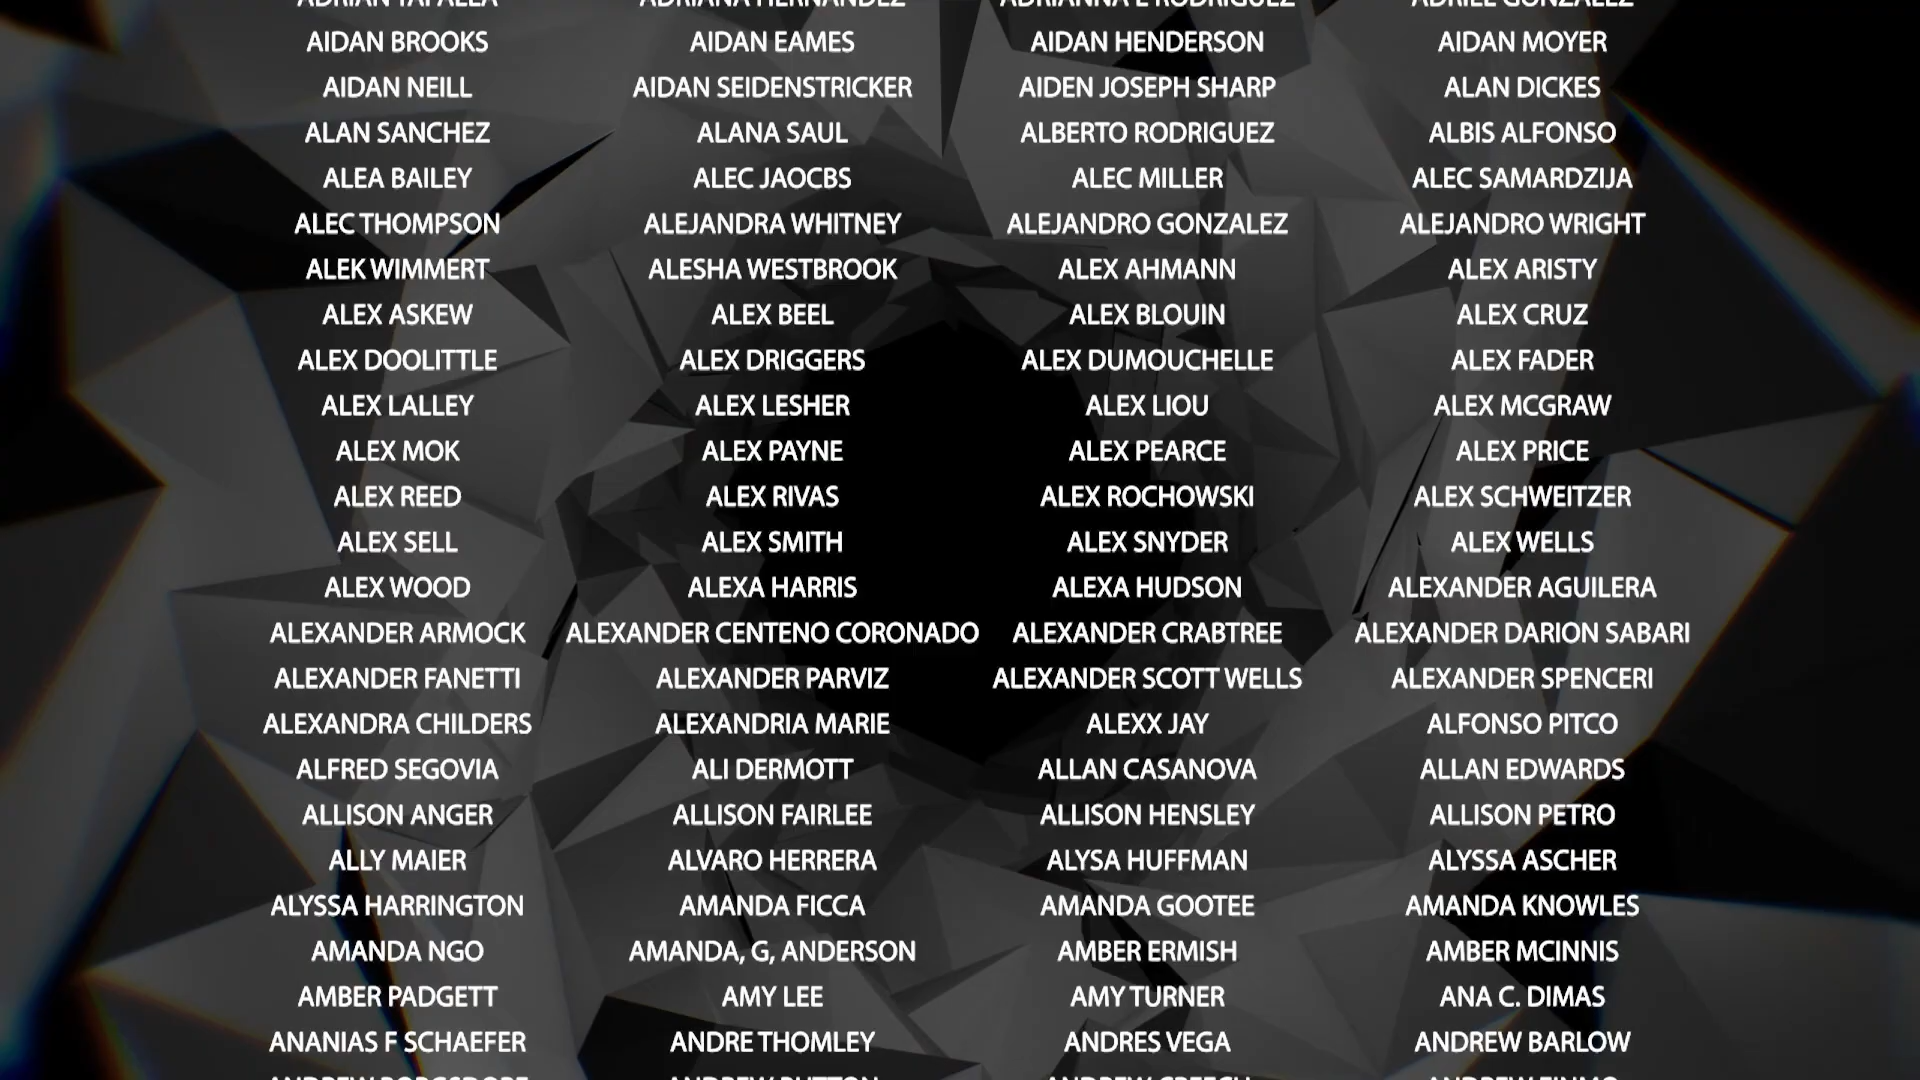 AIDAN BROOKS AIDAN EAMES AIDAN HENDERSON AIDAN MOYER
AIDAN NEILL AIDAN SEIDENSTRICKER AIDEN JOSEPH SHARP ALAN DICKES
ALAN SANCHEZ ALANA SAUL ALBERTO RODRIGUEZ ALBIS ALFONSO
ALEA BAILEY ALEC JAOCBS ALEC MILLER ALEC SAMARDZIJA
ALEC THOMPSON ALEJANDRA WHITNEY ALEJANDRO GONZALEZ ALEJANDRO WRIGHT
ALEK WIMMERT ALESHA WESTBROOK ALEX AHMANN ALEX ARISTY
ALEX ASKEW ALEX BEEL ALEX BLOUIN ALEX CRUZ
ALEX DOOLITTLE ALEX DRIGGERS ALEX DUMOUCHELLE ALEX FADER
ALEX LALLEY ALEX LESHER ALEX LIOU ALEX MCGRAW
ALEX MOK ALEX PAYNE ALEX PEARCE ALEX PRICE
ALEX REED ALEX RIVAS ALEX ROCHOWSKI ALEX SCHWEITZER
ALEX SELL ALEX SMITH ALEX SNYDER ALEX WELLS
ALEX WOOD ALEXA HARRIS ALEXA HUDSON ALEXANDER AGUILERA
ALEXANDER ARMOCK ALEXANDER CENTENO CORONADO ALEXANDER CRABTREE ALEXANDER DARION SABARI
ALEXANDER FANETTI ALEXANDER PARVIZ ALEXANDER SCOTT WELLS ALEXANDER SPENCERI
ALEXANDRA CHILDERS ALEXANDRIA MARIE ALEXX JAY ALFONSO PITCO
ALFRED SEGOVIA ALI DERMOTT ALLAN CASANOVA ALLAN EDWARDS
ALLISON ANGER ALLISON FAIRLEE ALLISON HENSLEY ALLISON PETRO
ALLY MAIER ALVARO HERRERA ALYSA HUFFMAN ALYSSA ASCHER
ALYSSA HARRINGTON AMANDA FICCA AMANDA GOOTEE AMANDA KNOWLES
AMANDA NGO AMANDA, G, ANDERSON AMBER ERMISH AMBER MCINNIS
AMBER PADGETT AMY LEE AMY TURNER ANA C. DIMAS
ANANIAS F SCHAEFER ANDRE THOMLEY ANDRES VEGA ANDREW BARLOW